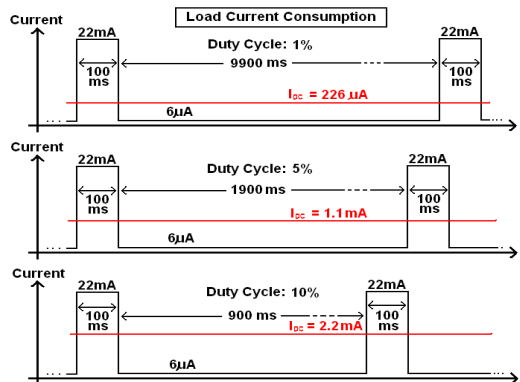 Load Current Consumption
Current
22mA
Duty Cycle: 1%
22mA
100
ms
9900 ms
100
ms
IDC = 226 µA
6µA
...
...
Current
22mA
Duty Cycle: 5%
22mA
100
ms
1900 ms
100
ms
IDC = 1.1mA
6µA
...
...
Current
22mA
Duty Cycle: 10%
22mA
100
ms
900 ms
100
ms
IDC = 2.2mA
6µA
...
...